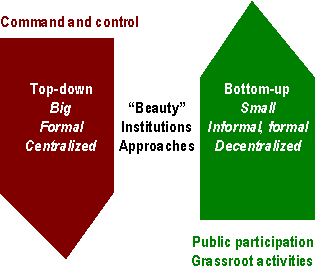 Command and control
Top-down
Big
Formal
Centralized
“Beauty”
Institutions
Approaches
Bottom-up
Small
Informal, formal
Decentralized
Public participation
Grassroot activities